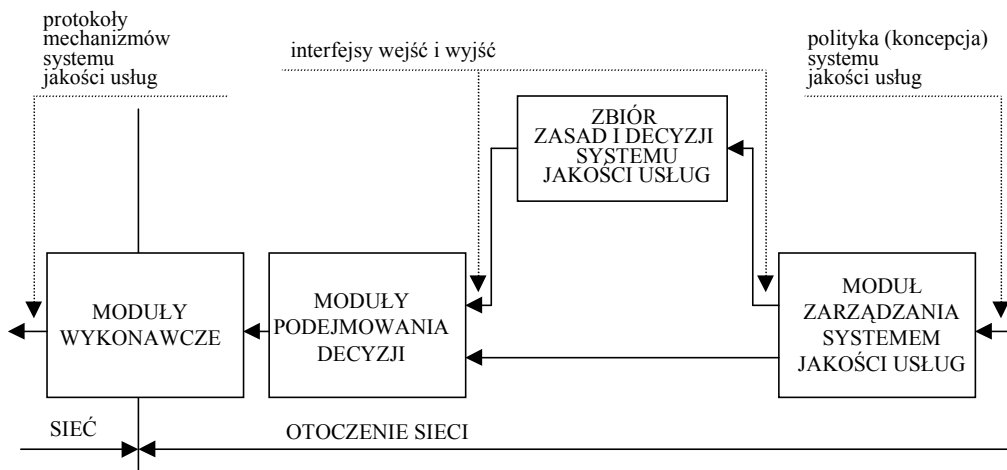 protokoły
mechanizmów
systemu
jakości usług
interfejsy wejść i wyjść
polityka (koncepcja)
systemu
jakości usług
ZBIÓR
ZASAD I DECYZJI
SYSTEMU
JAKOŚCI USŁUG
MODUŁY
WYKONAWCZE
MODUŁY
PODEJMOWANIA
DECYZJI
MODUŁ
ZARZĄDZANIA
SYSTEMEM
JAKOŚCI USŁUG
SIEĆ
OTOCZENIE SIECI